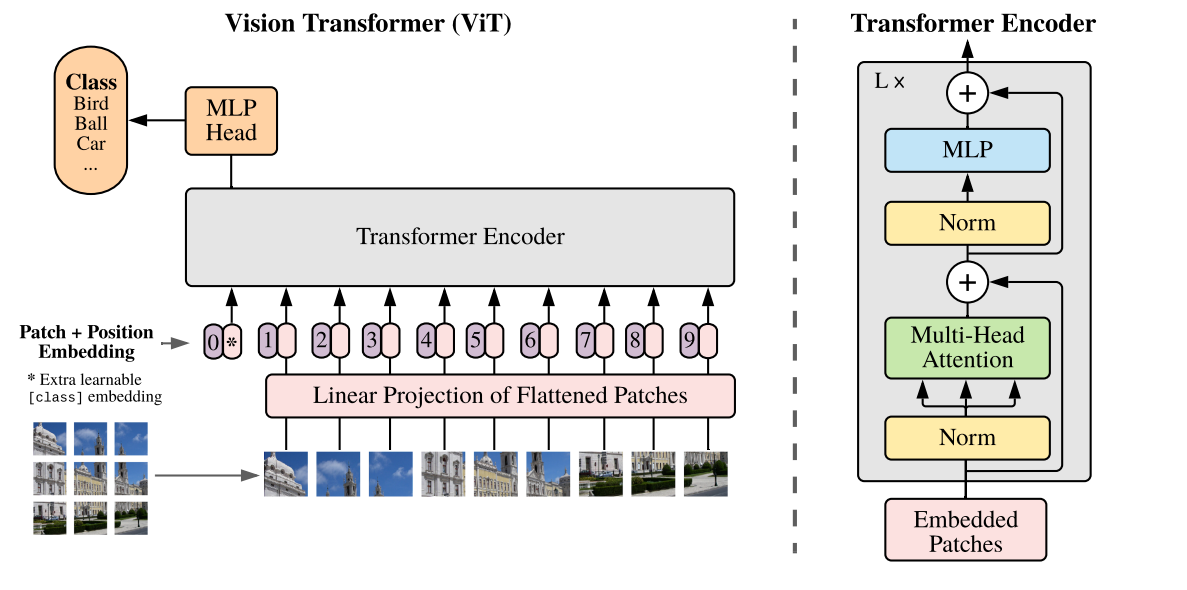 Vision Transformer (ViT)
Class
Bird
Ball
Car
...
MLP
Head
Transformer Encoder
Patch + Position
Embedding
0 * 1 2 3 4 5 6 7 8 9
* Extra learnable
[class] embedding
Linear Projection of Flattened Patches
Transformer Encoder
L x
+
MLP
Norm
+
Multi-Head
Attention
Norm
Embedded
Patches